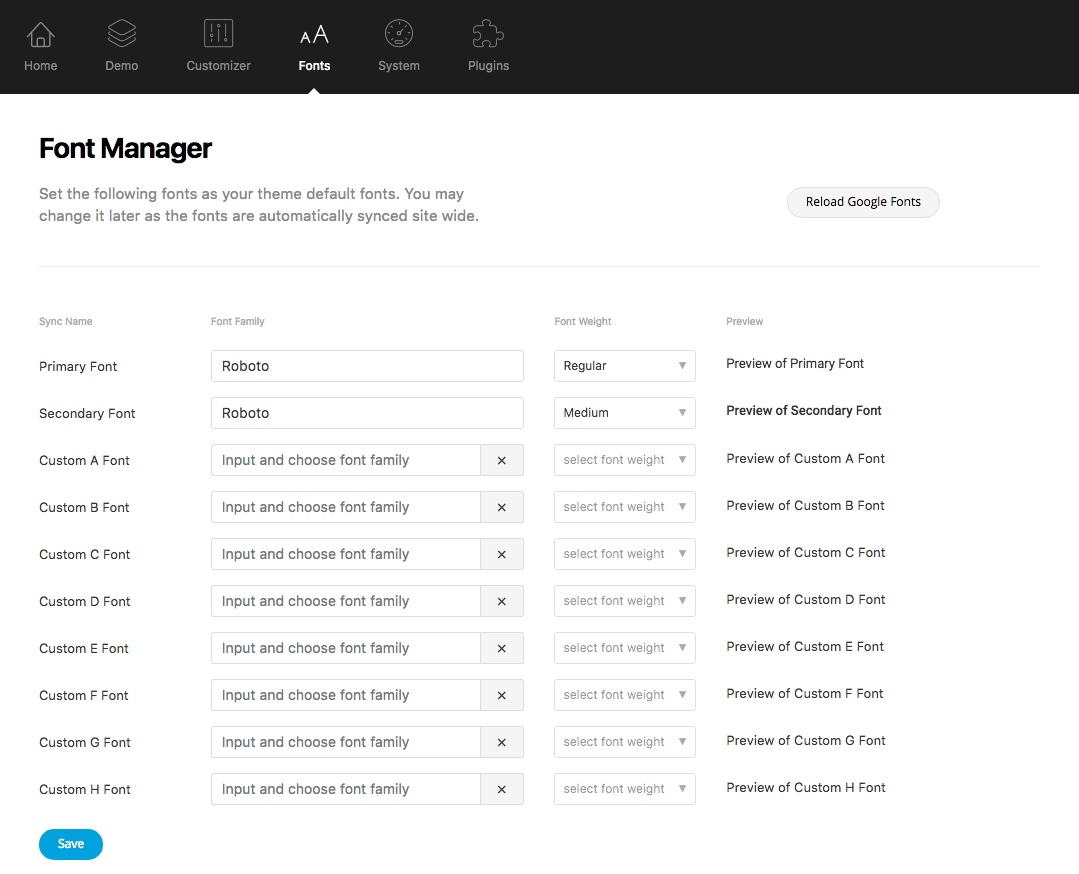 Home Demo Customizer Fonts System Plugins
Font Manager
Set the following fonts as your theme default fonts. You may
change it later as the fonts are automatically synced site wide.
Reload Google Fonts
Sync Name Font Family Font Weight Preview
Primary Font Roboto Regular Preview of Primary Font
Secondary Font Roboto Medium Preview of Secondary Font
Custom A Font Input and choose font family select font weight Preview of Custom A Font
Custom B Font Input and choose font family select font weight Preview of Custom B Font
Custom C Font Input and choose font family select font weight Preview of Custom C Font
Custom D Font Input and choose font family select font weight Preview of Custom D Font
Custom E Font Input and choose font family select font weight Preview of Custom E Font
Custom F Font Input and choose font family select font weight Preview of Custom F Font
Custom G Font Input and choose font family select font weight Preview of Custom G Font
Custom H Font Input and choose font family select font weight Preview of Custom H Font
Save